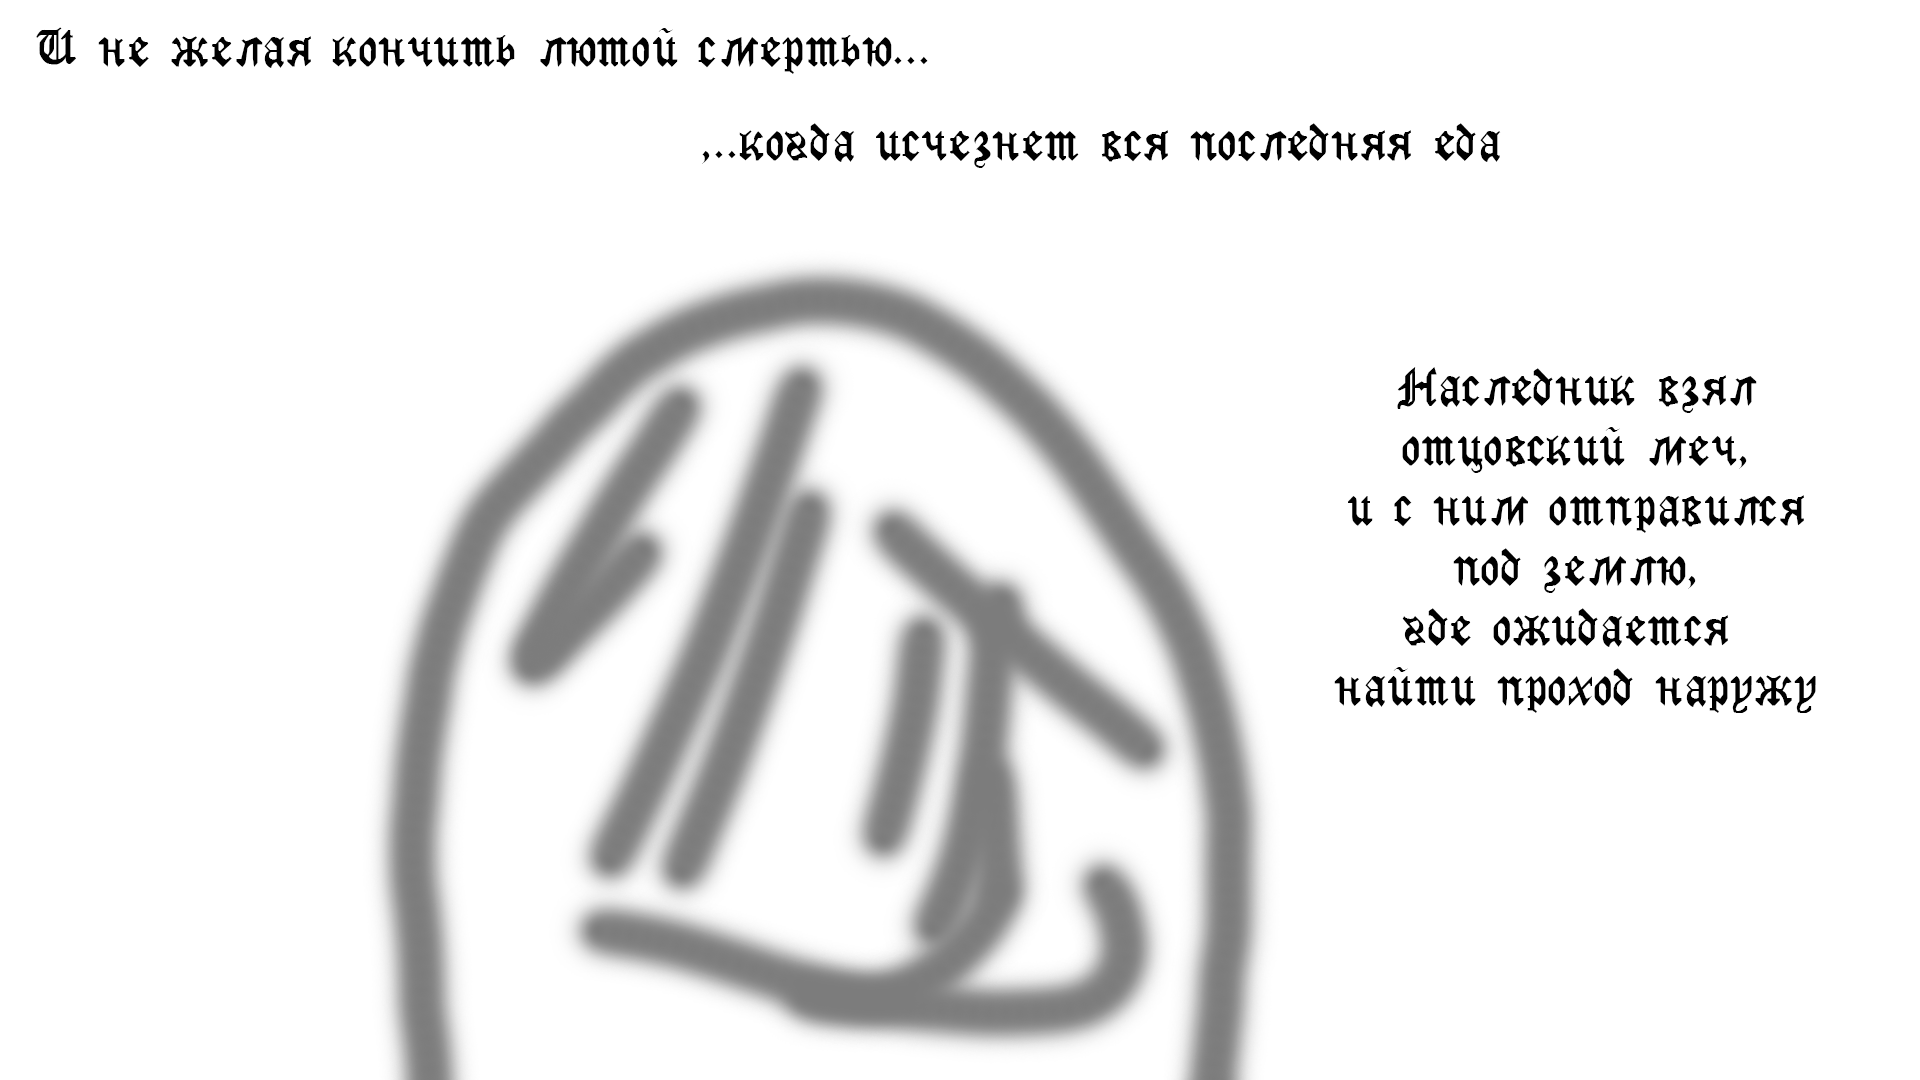 И не желая кончить лютой смертью...
,..когда исчезнет вся последняя еда
Наследник взял
отцовский меч,
и с ним отправился
под землю,
где ожидается
найти проход наружу